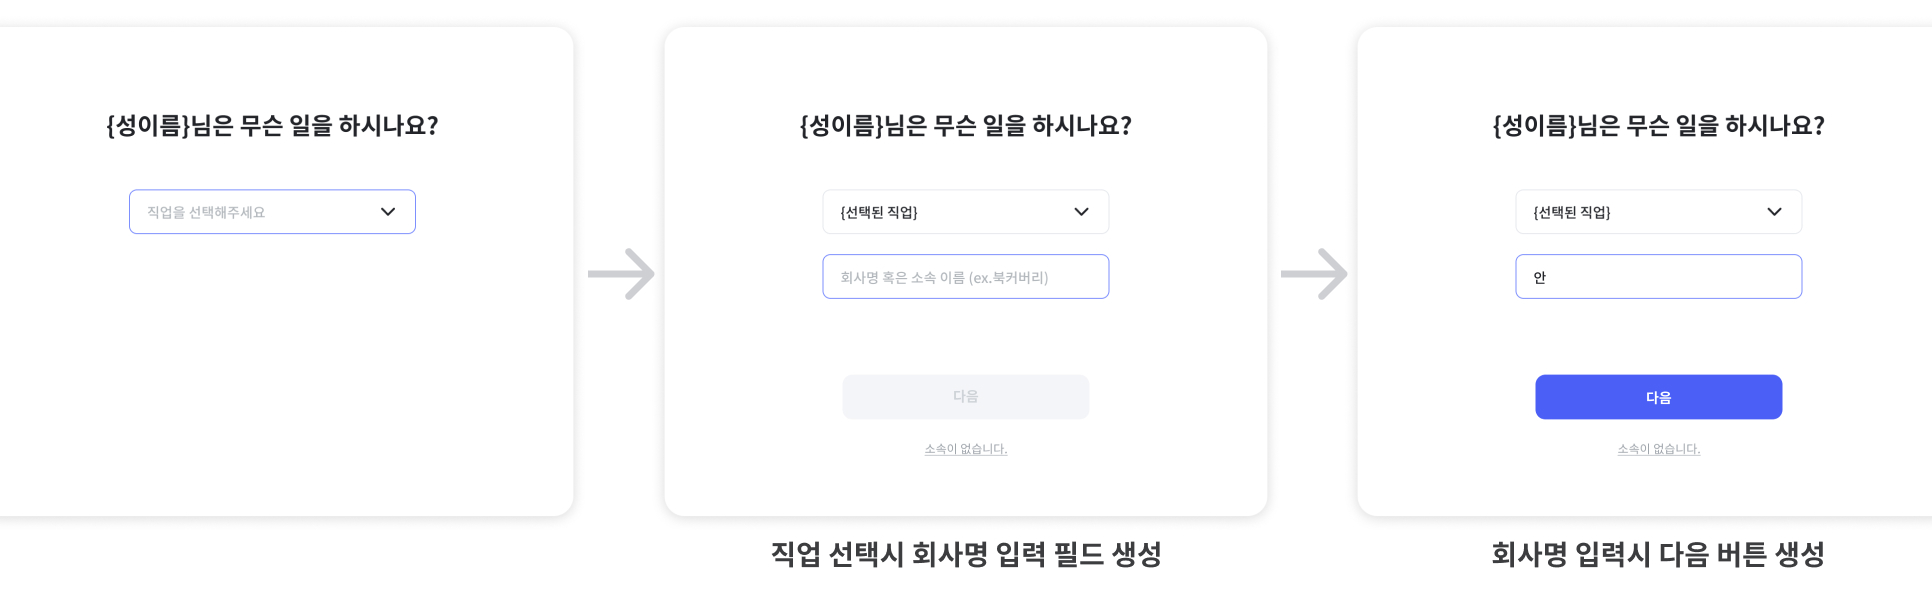 {성이름}님은 무슨 일을 하시나요?
직업을 선택해주세요
{성이름}님은 무슨 일을 하시나요?
{선택된 직업}
회사명 혹은 소속 이름 (ex.북커버리)
다음
소속이 없습니다.
직업 선택시 회사명 입력 필드 생성
{성이름}님은 무슨 일을 하시나요?
{선택된 직업}
안
다음
소속이 없습니다.
회사명 입력시 다음 버튼 생성